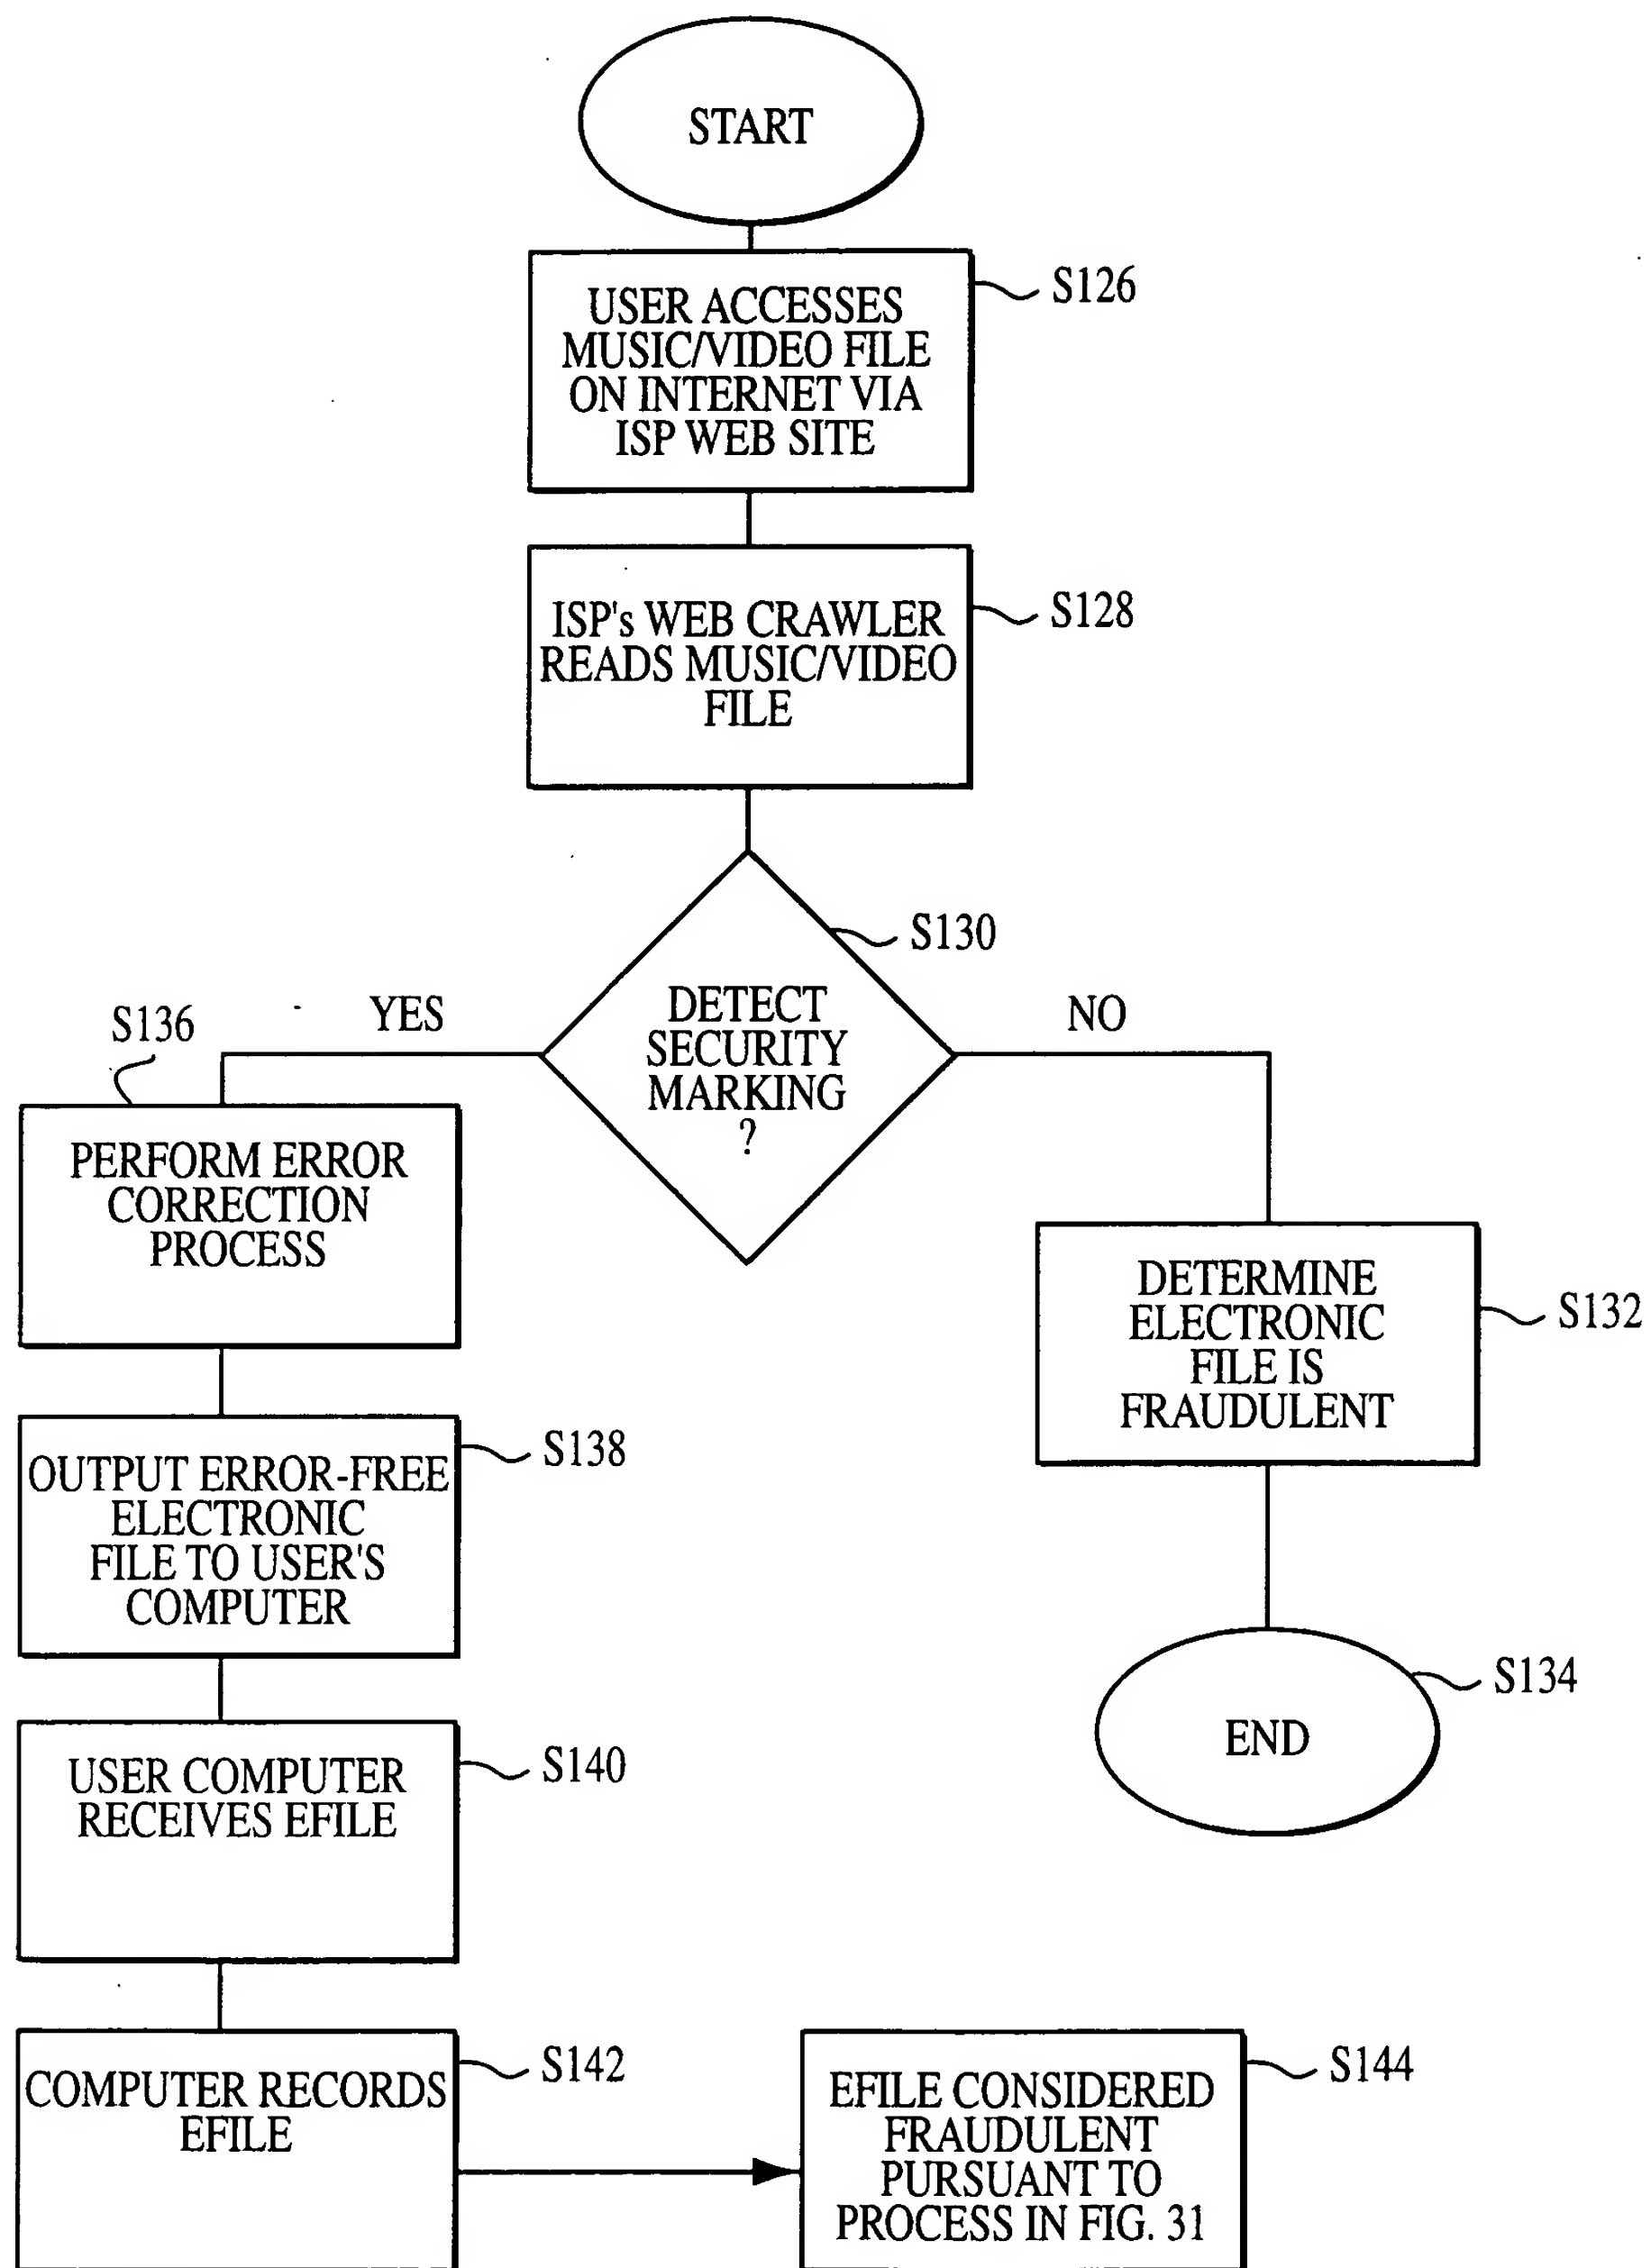 START
USER ACCESSES
MUSIC/VIDEO FILE
ON INTERNET VIA
ISP WEB SITE
S126
ISP's WEB CRAWLER
READS MUSIC/VIDEO
FILE
S128
DETECT
SECURITY
MARKING
?
S130
YES
NO
S136
PERFORM ERROR
CORRECTION
PROCESS
DETERMINE
ELECTRONIC
FILE IS
FRAUDULENT
S132
OUTPUT ERROR-FREE
ELECTRONIC
FILE TO USER'S
COMPUTER
S138
END
S134
USER COMPUTER
RECEIVES EFILE
S140
COMPUTER RECORDS
EFILE
S142
EFILE CONSIDERED
FRAUDULENT
PURSUANT TO
PROCESS IN FIG. 31
S144